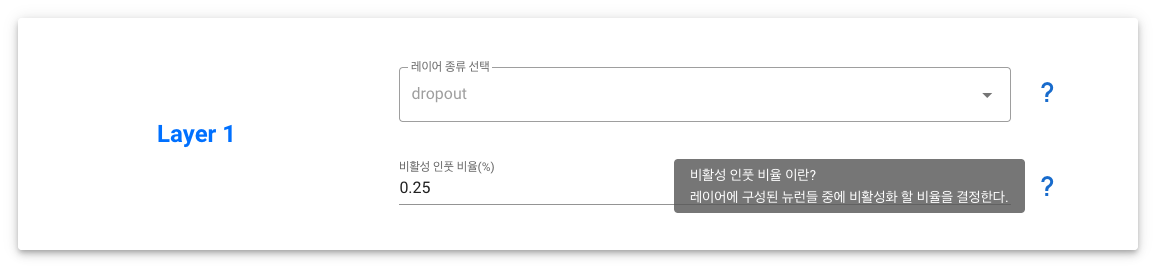 레이어 종류 선택
dropout
?
Layer 1
비활성 인풋 비율(%)
0.25
비활성 인풋 비율 이란?
레이어에 구성된 뉴런들 중에 비활성화 할 비율을 결정한다.
?